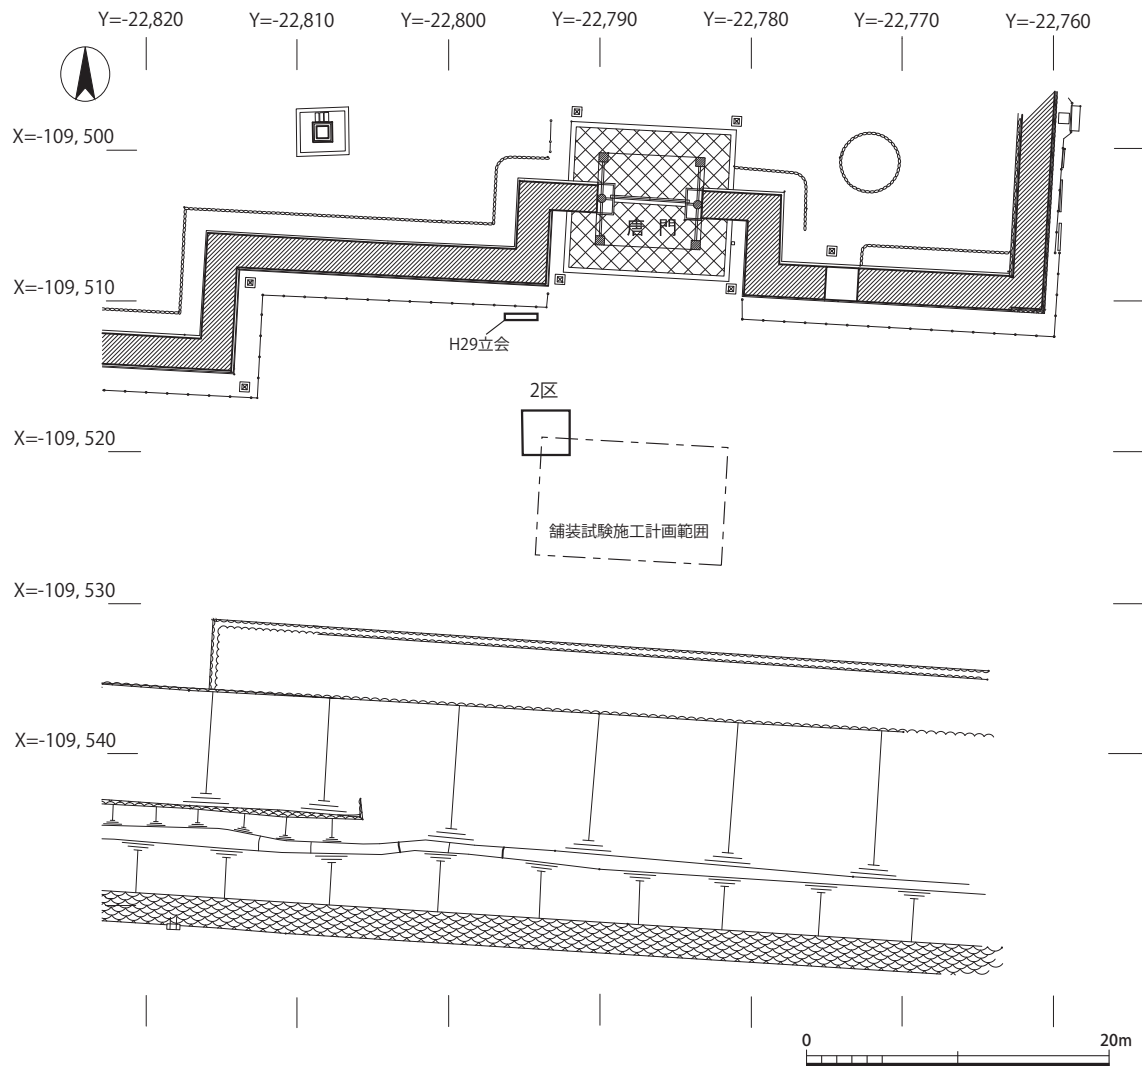 Y=-22,820 Y=-22,810 Y=-22,800 Y=-22,790 Y=-22,780 Y=-22,770 Y=-22,760
X=-109, 500
唐 門
X=-109, 510
H29立会
2区
X=-109, 520
舗装試験施工計画範囲
X=-109, 530
X=-109, 540
0 20m